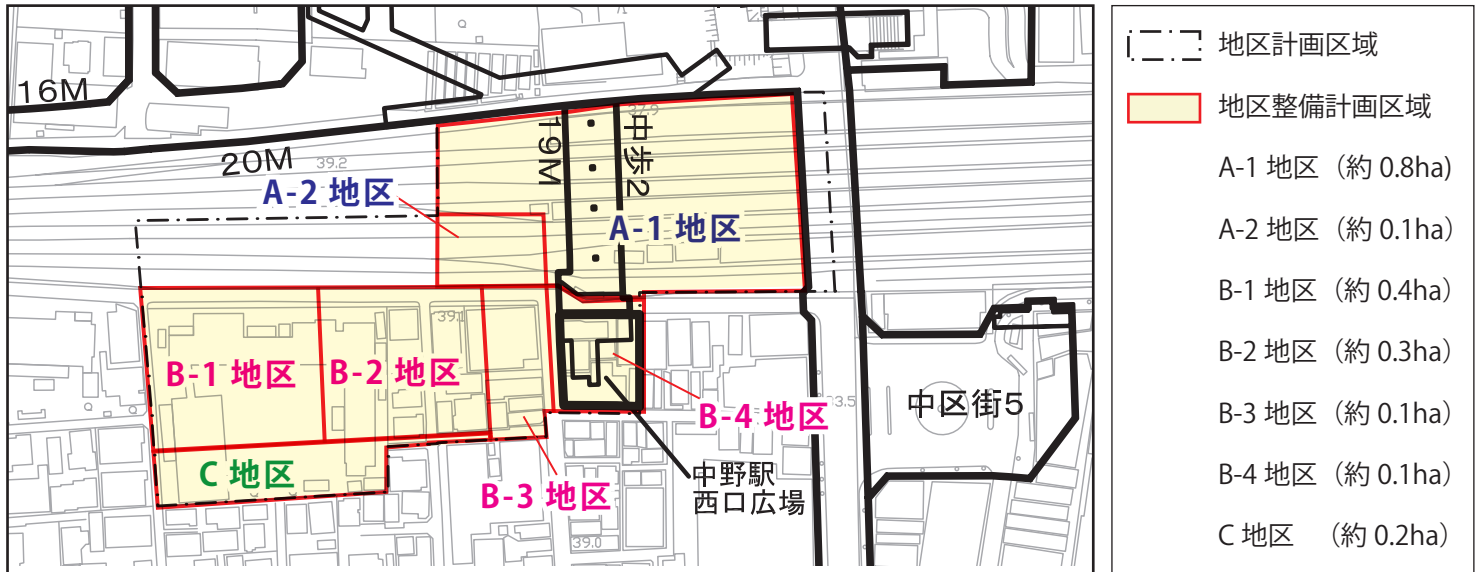 16M
20M
39.2
19M
中歩2
37.9
A-2 地区
A-1 地区
39.1
B-1 地区
B-2 地区
B-4 地区
33.5
中区街5
C 地区
B-3 地区
中野駅
西口広場
39.0
地区計画区域
地区整備計画区域
A-1 地区（約 0.8ha)
A-2 地区（約 0.1ha）
B-1 地区（約 0.4ha）
B-2 地区（約 0.3ha）
B-3 地区（約 0.1ha）
B-4 地区（約 0.1ha）
C 地区　（約 0.2ha）